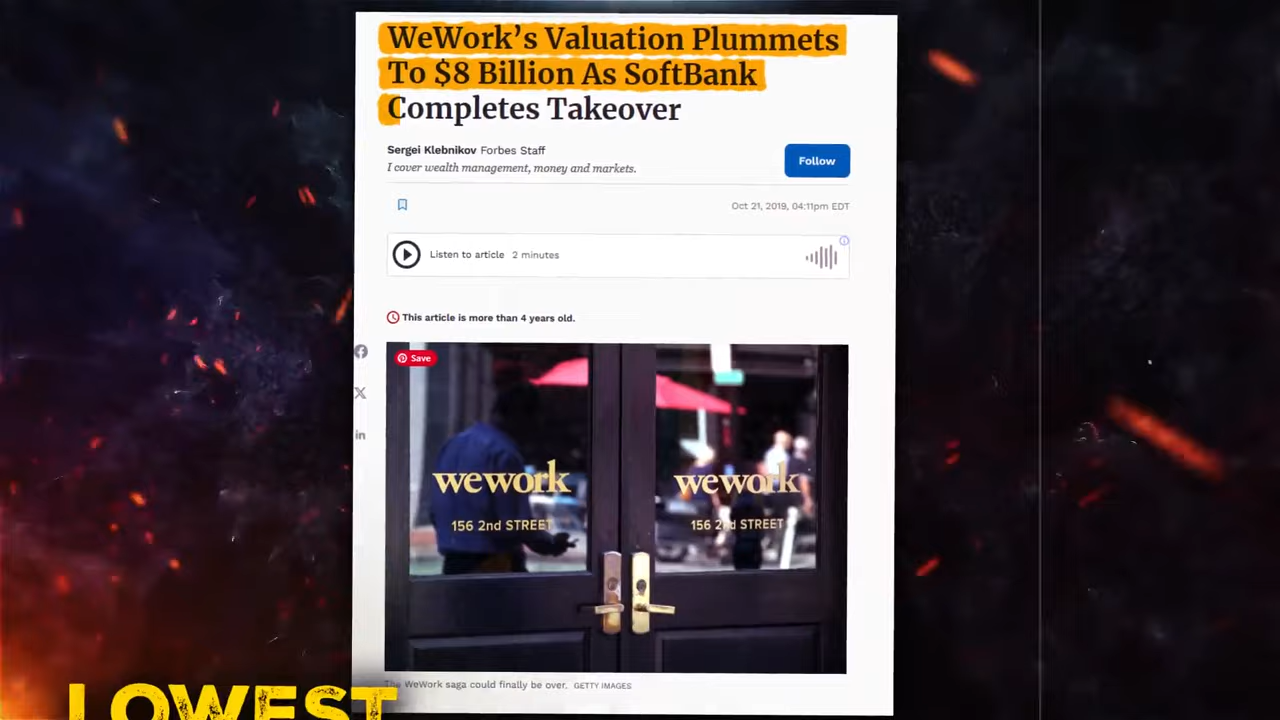 WeWork’s Valuation Plummets
To $8 Billion As SoftBank
Completes Takeover
Sergei Klebnikov Forbes Staff
Follow
I cover wealth management, money and markets.
Oct 21, 2019, 04:11pm EDT
Listen to article 2 minutes
This article is more than 4 years old.
Save
in
wework wework
156 2nd STREET 156 2nd STREET
The WeWork saga could finally be over. GETTY IMAGES
LOWEST